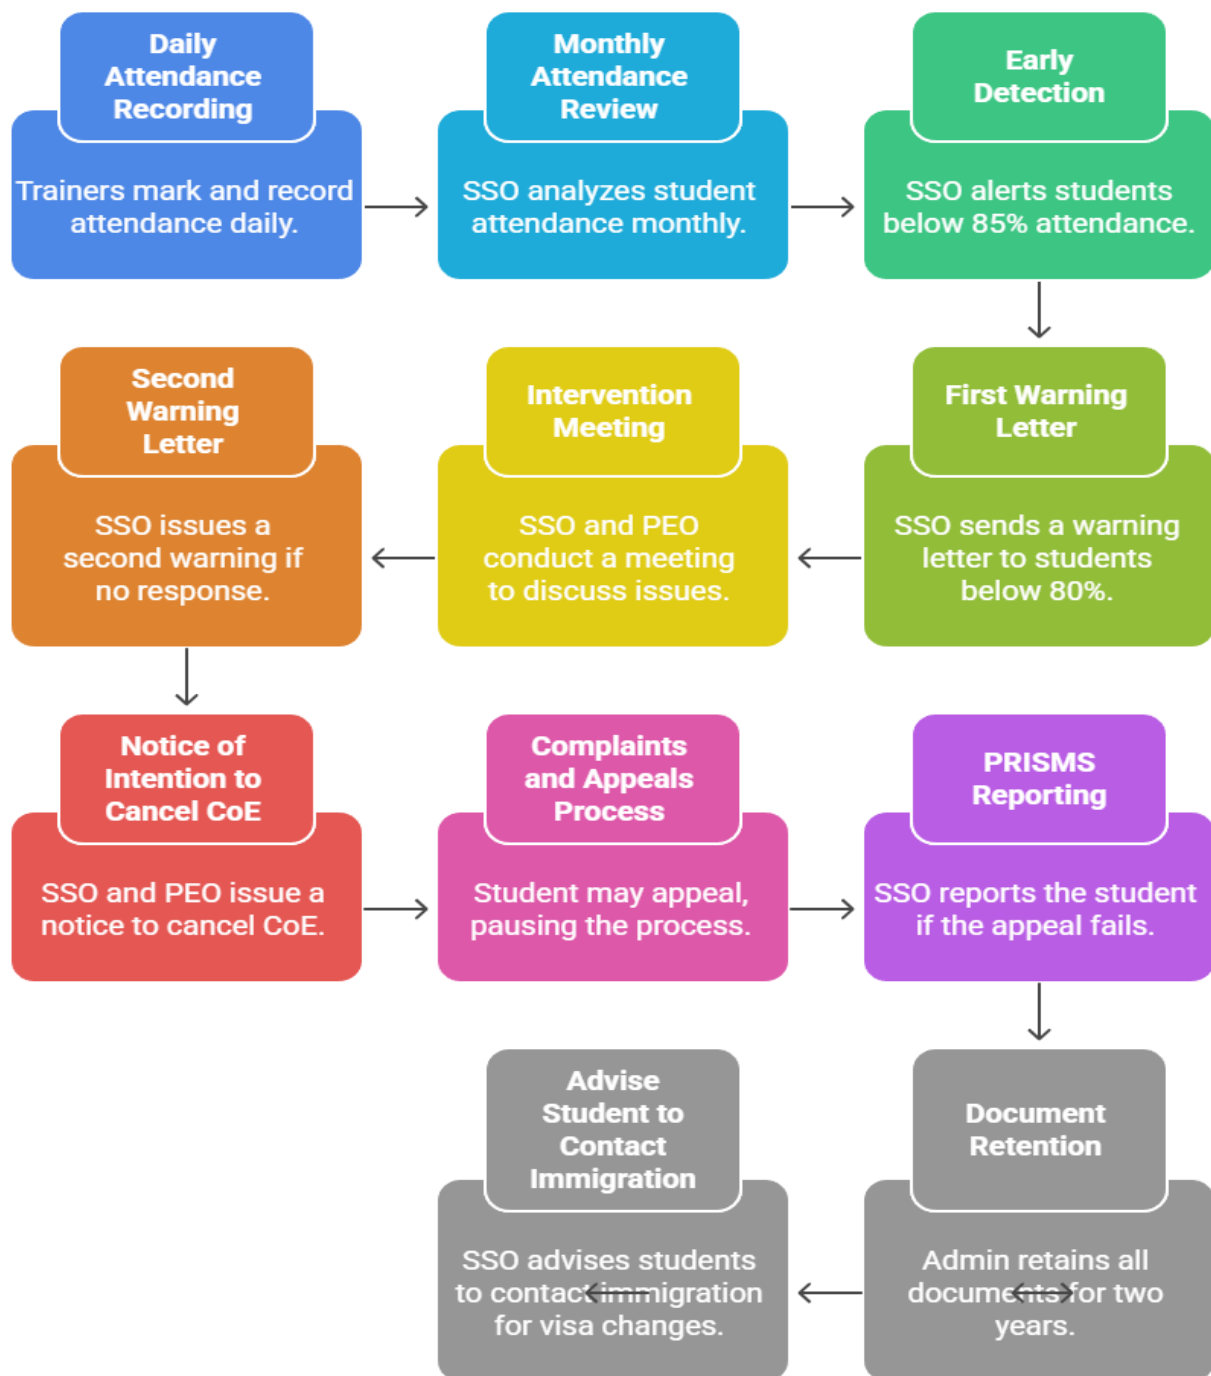 Daily
Attendance
Recording
Trainers mark and record
attendance daily.
Monthly
Attendance
Review
SSO analyzes student
attendance monthly.
Early
Detection
SSO alerts students
below 85% attendance.
First Warning
Letter
SSO sends a warning
letter to students
below 80%.
Intervention
Meeting
SSO and PEO
conduct a meeting
to discuss issues.
Second
Warning
Letter
SSO issues a
second warning if
no response.
Notice of
Intention to
Cancel CoE
SSO and PEO issue a
notice to cancel CoE.
Complaints
and Appeals
Process
Student may appeal,
pausing the process.
PRISMS
Reporting
SSO reports the student
if the appeal fails.
Document
Retention
Admin retains all
documents for two
years.
Advise
Student to
Contact
Immigration
SSO advises students
to contact immigration
for visa changes.